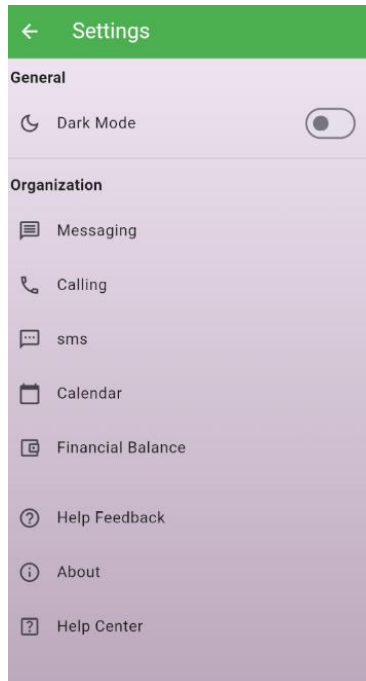 Settings
General
Dark Mode
Organization
Messaging
Calling
sms
Calendar
Financial Balance
Help Feedback
About
Help Center